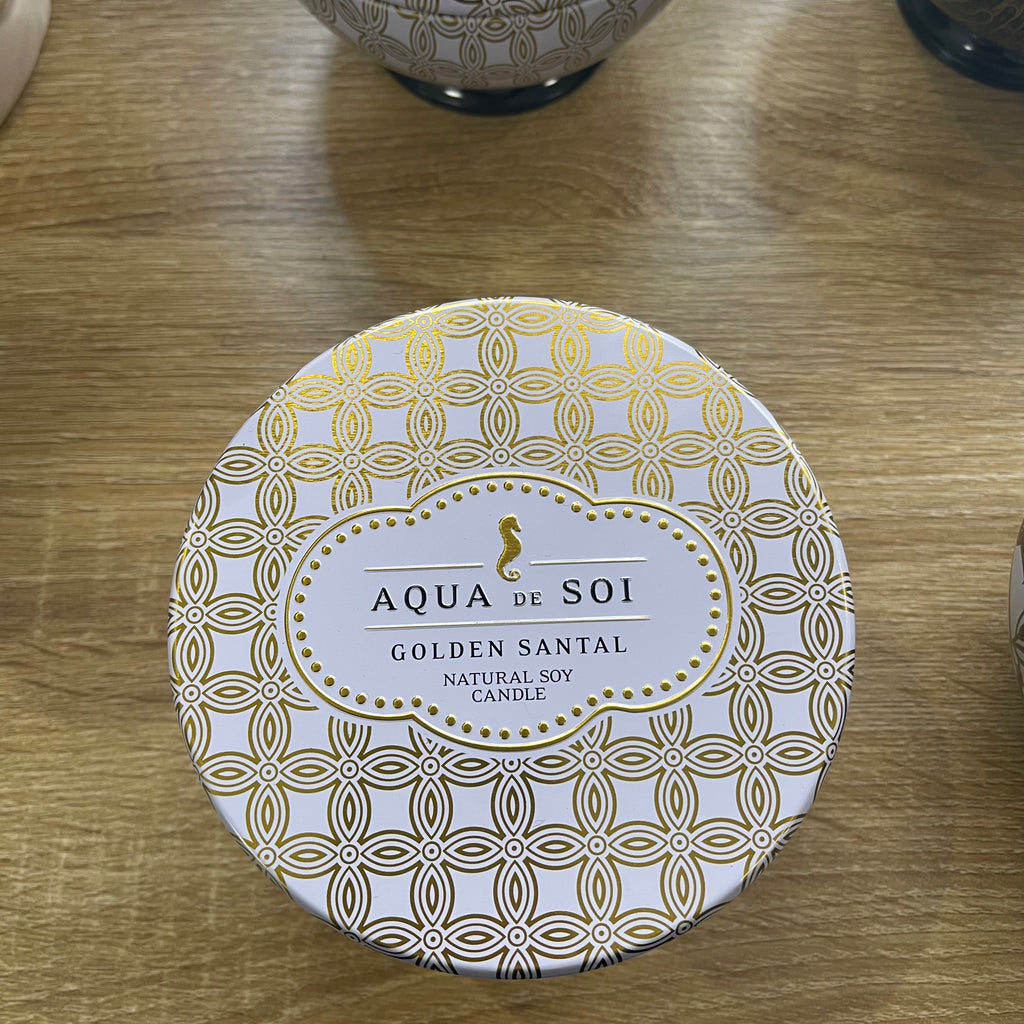 AQUA DE SOI
GOLDEN SANTAL
NATURAL SOY
CANDLE